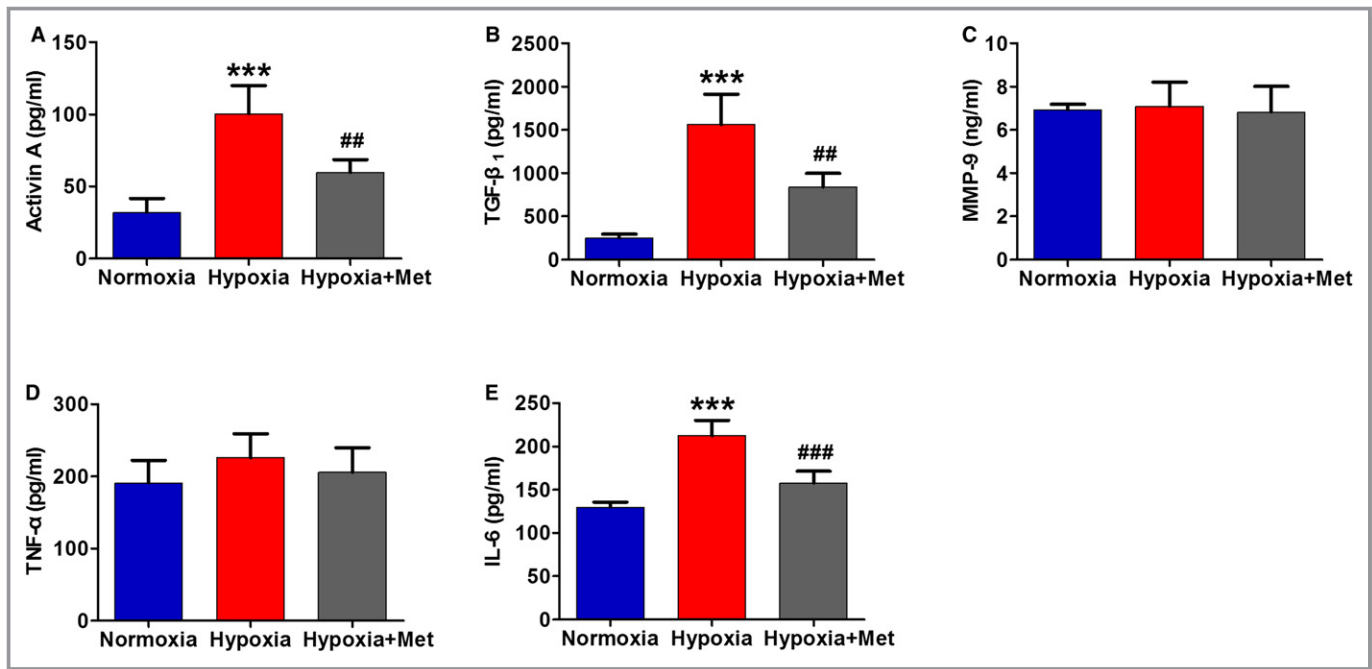 A
Activin A (pg/ml)
150
100
50
0
***
##
Normoxia Hypoxia Hypoxia+Met
B
TGF-β 1 (pg/ml)
2500
2000
1500
1000
500
0
***
##
Normoxia Hypoxia Hypoxia+Met
C
MMP-9 (ng/ml)
10
8
6
4
2
0
Normoxia Hypoxia Hypoxia+Met
D
TNF-α (pg/ml)
300
200
100
0
Normoxia Hypoxia Hypoxia+Met
E
IL-6 (pg/ml)
250
200
150
100
50
0
***
###
Normoxia Hypoxia Hypoxia+Met